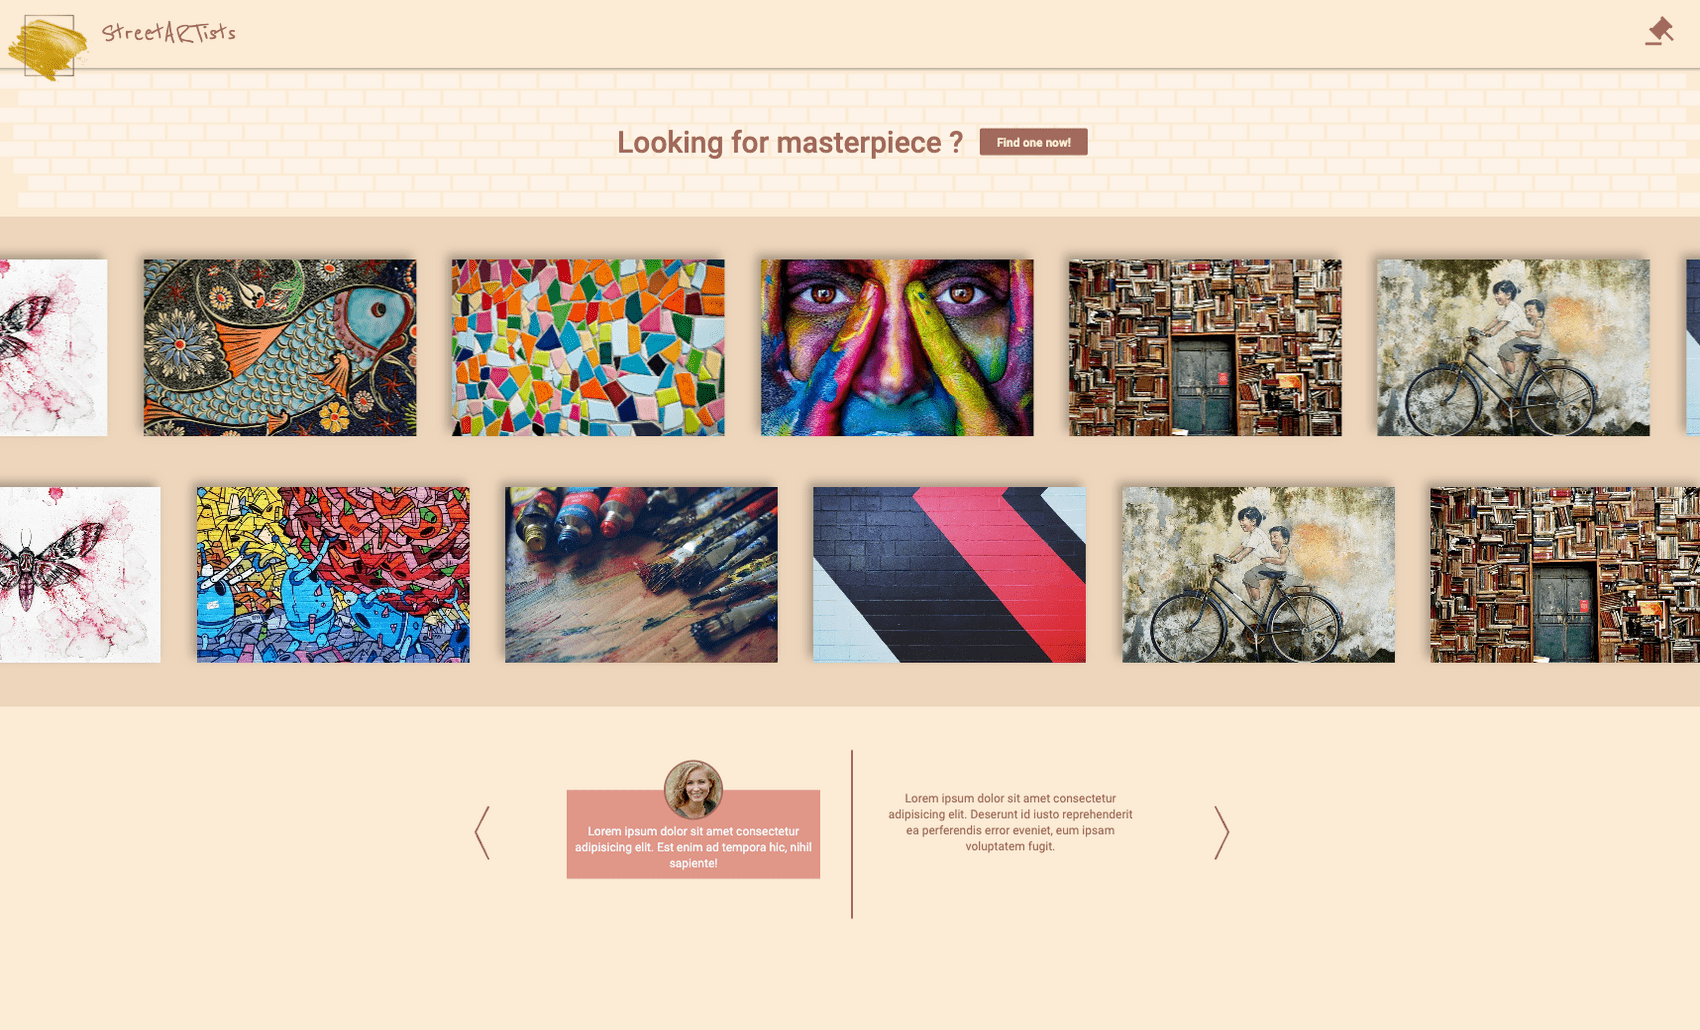 StreetARTists
Looking for masterpiece ?
Find one now!
Lorem ipsum dolor sit amet consectetur
adipisicing elit. Est enim ad tempora hic, nihil
sapiente!
Lorem ipsum dolor sit amet consectetur
adipisicing elit. Deserunt id iusto reprehenderit
ea perferendis error eveniet, eum ipsam
voluptatem fugit.